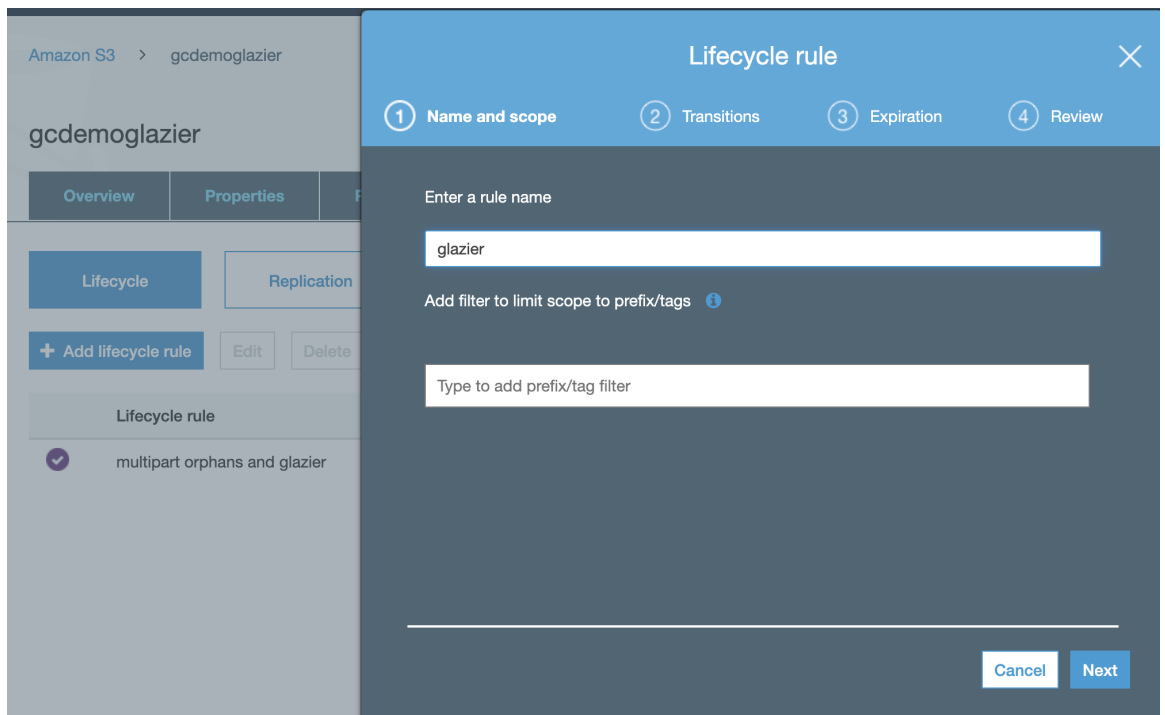 Amazon S3 > gcdemoglazier
gcdemoglazier
Overview Properties
Lifecycle Replication
+ Add lifecycle rule Edit Delete
Lifecycle rule
multipart orphans and glazier
Lifecycle rule
1 Name and scope 2 Transitions 3 Expiration 4 Review
Enter a rule name
glazier
Add filter to limit scope to prefix/tags
Type to add prefix/tag filter
Cancel Next